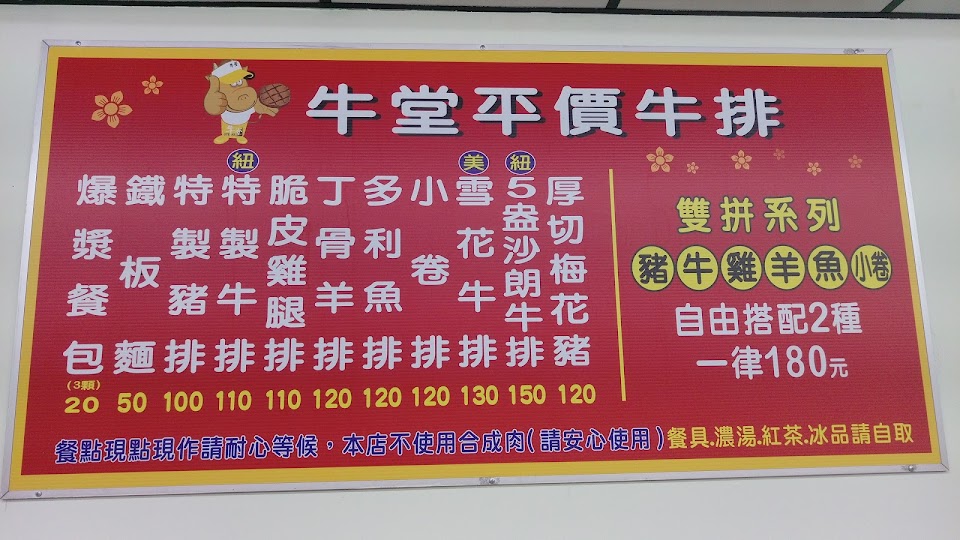 牛堂平價牛排
爆漿餐包(3顆) 20
鐵板麵 50
特製豬排 100
紐 特製牛排 110
脆皮雞腿排 110
丁骨羊排 120
多利魚排 120
小卷排 120
美 雪花牛排 130
紐 5盎沙朗牛排 150
厚切梅花豬 120
雙拼系列
豬牛雞羊魚小卷
自由搭配2種
一律180元
餐點現點現作請耐心等候，本店不使用合成肉(請安心使用)餐具.濃湯.紅茶.冰品請自取